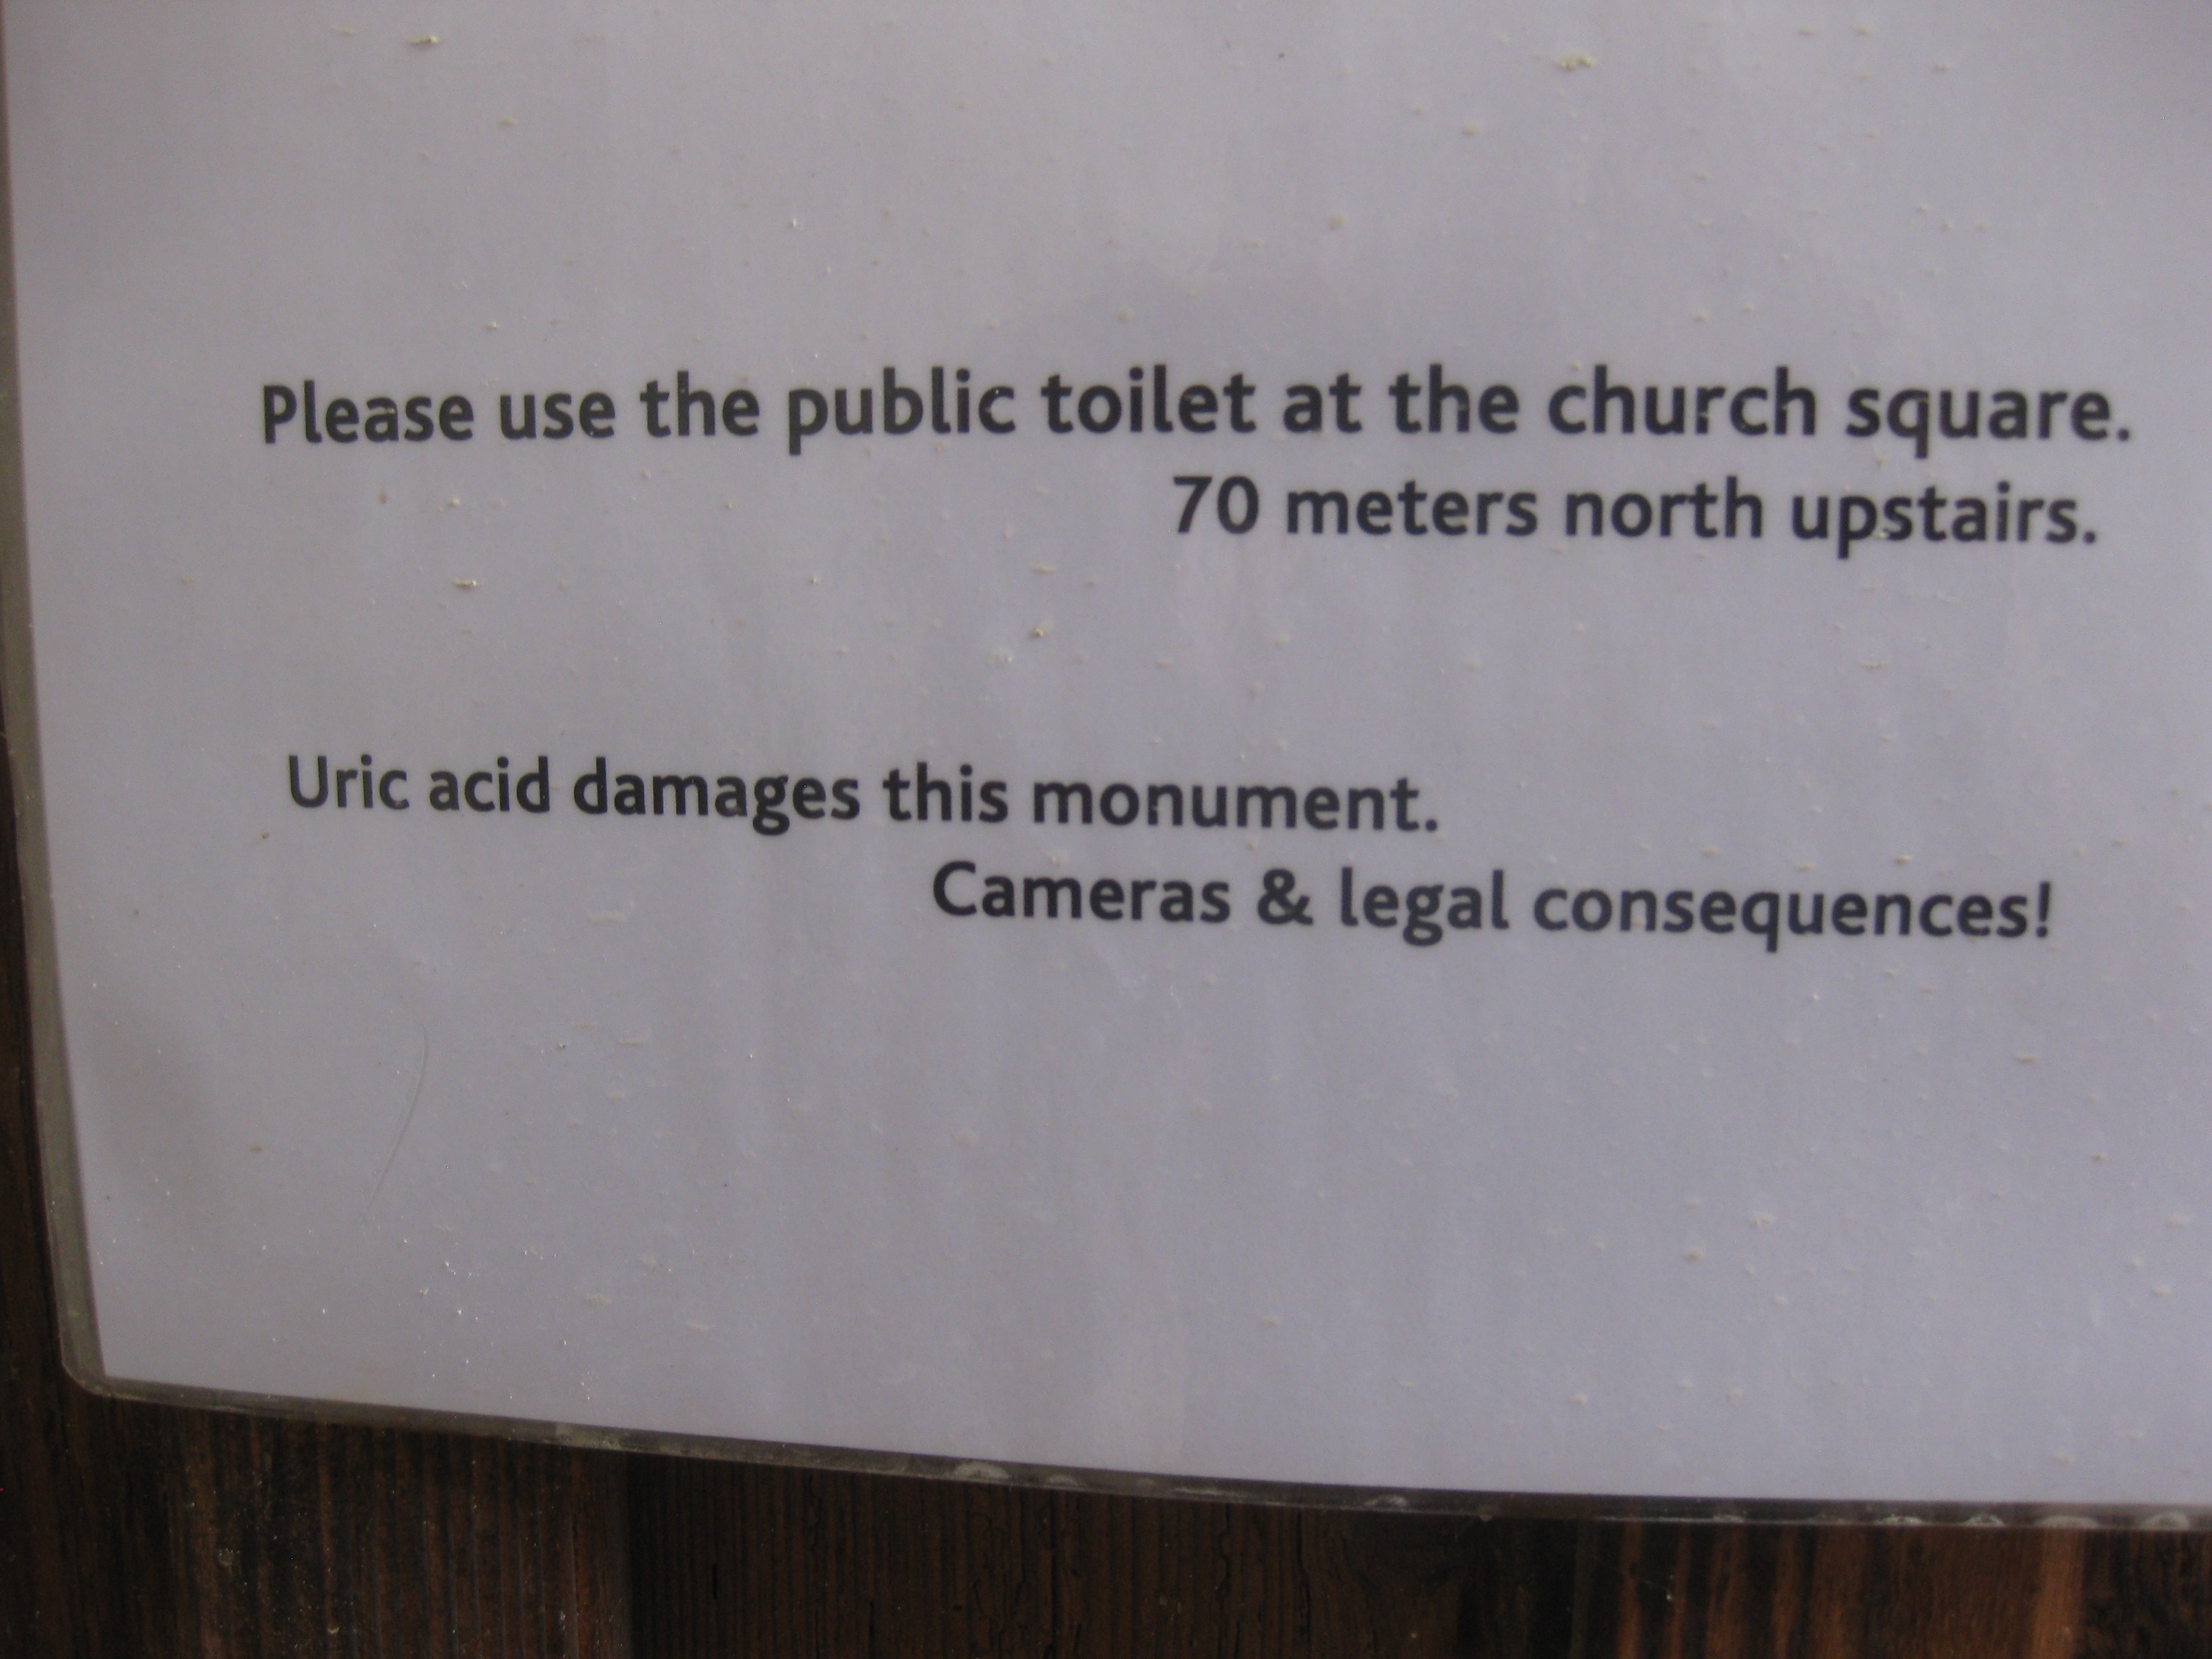 Please use the public toilet at the church square.
70 meters north upstairs.
Uric acid damages this monument.
Cameras & legal consequences!